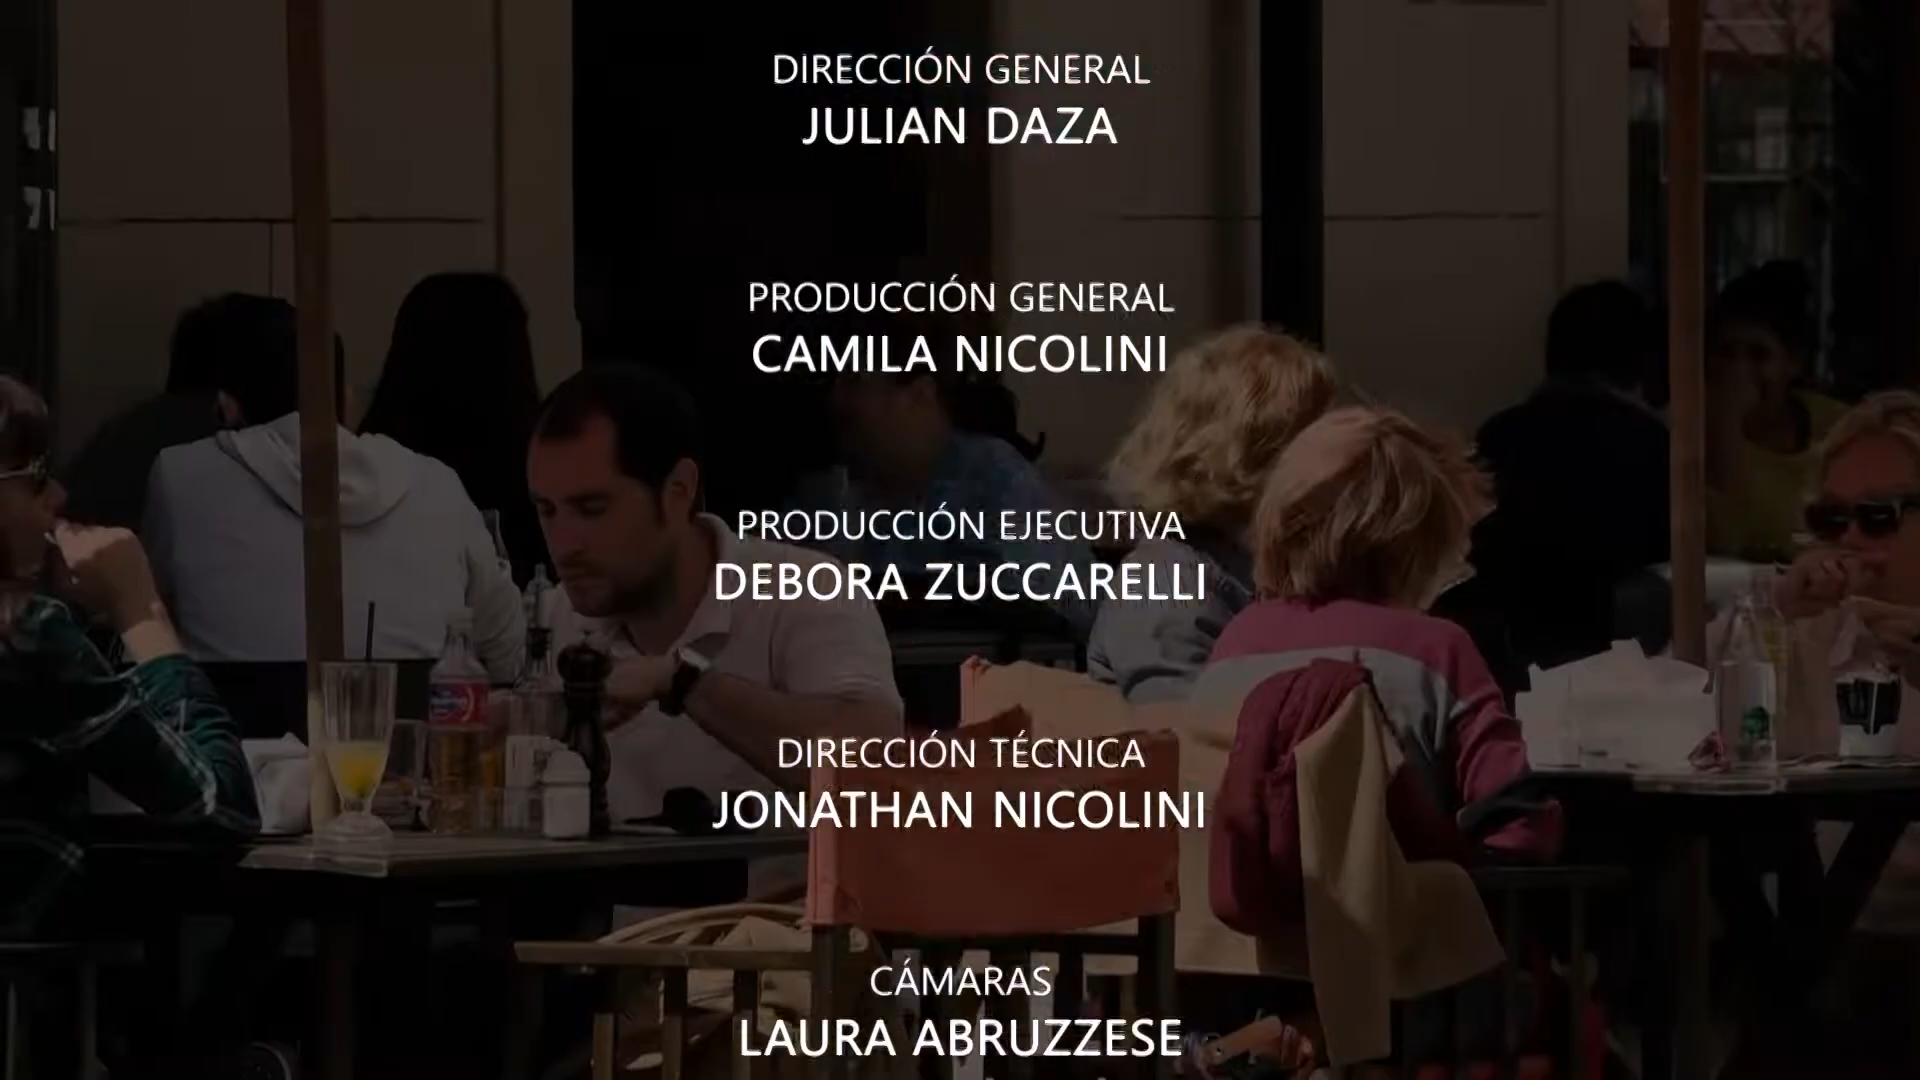 DIRECCIÓN GENERAL
JULIAN DAZA
PRODUCCIÓN GENERAL
CAMILA NICOLINI
PRODUCCIÓN EJECUTIVA
DEBORA ZUCCARELLI
DIRECCIÓN TÉCNICA
JONATHAN NICOLINI
CÁMARAS
LAURA ABRUZZESE